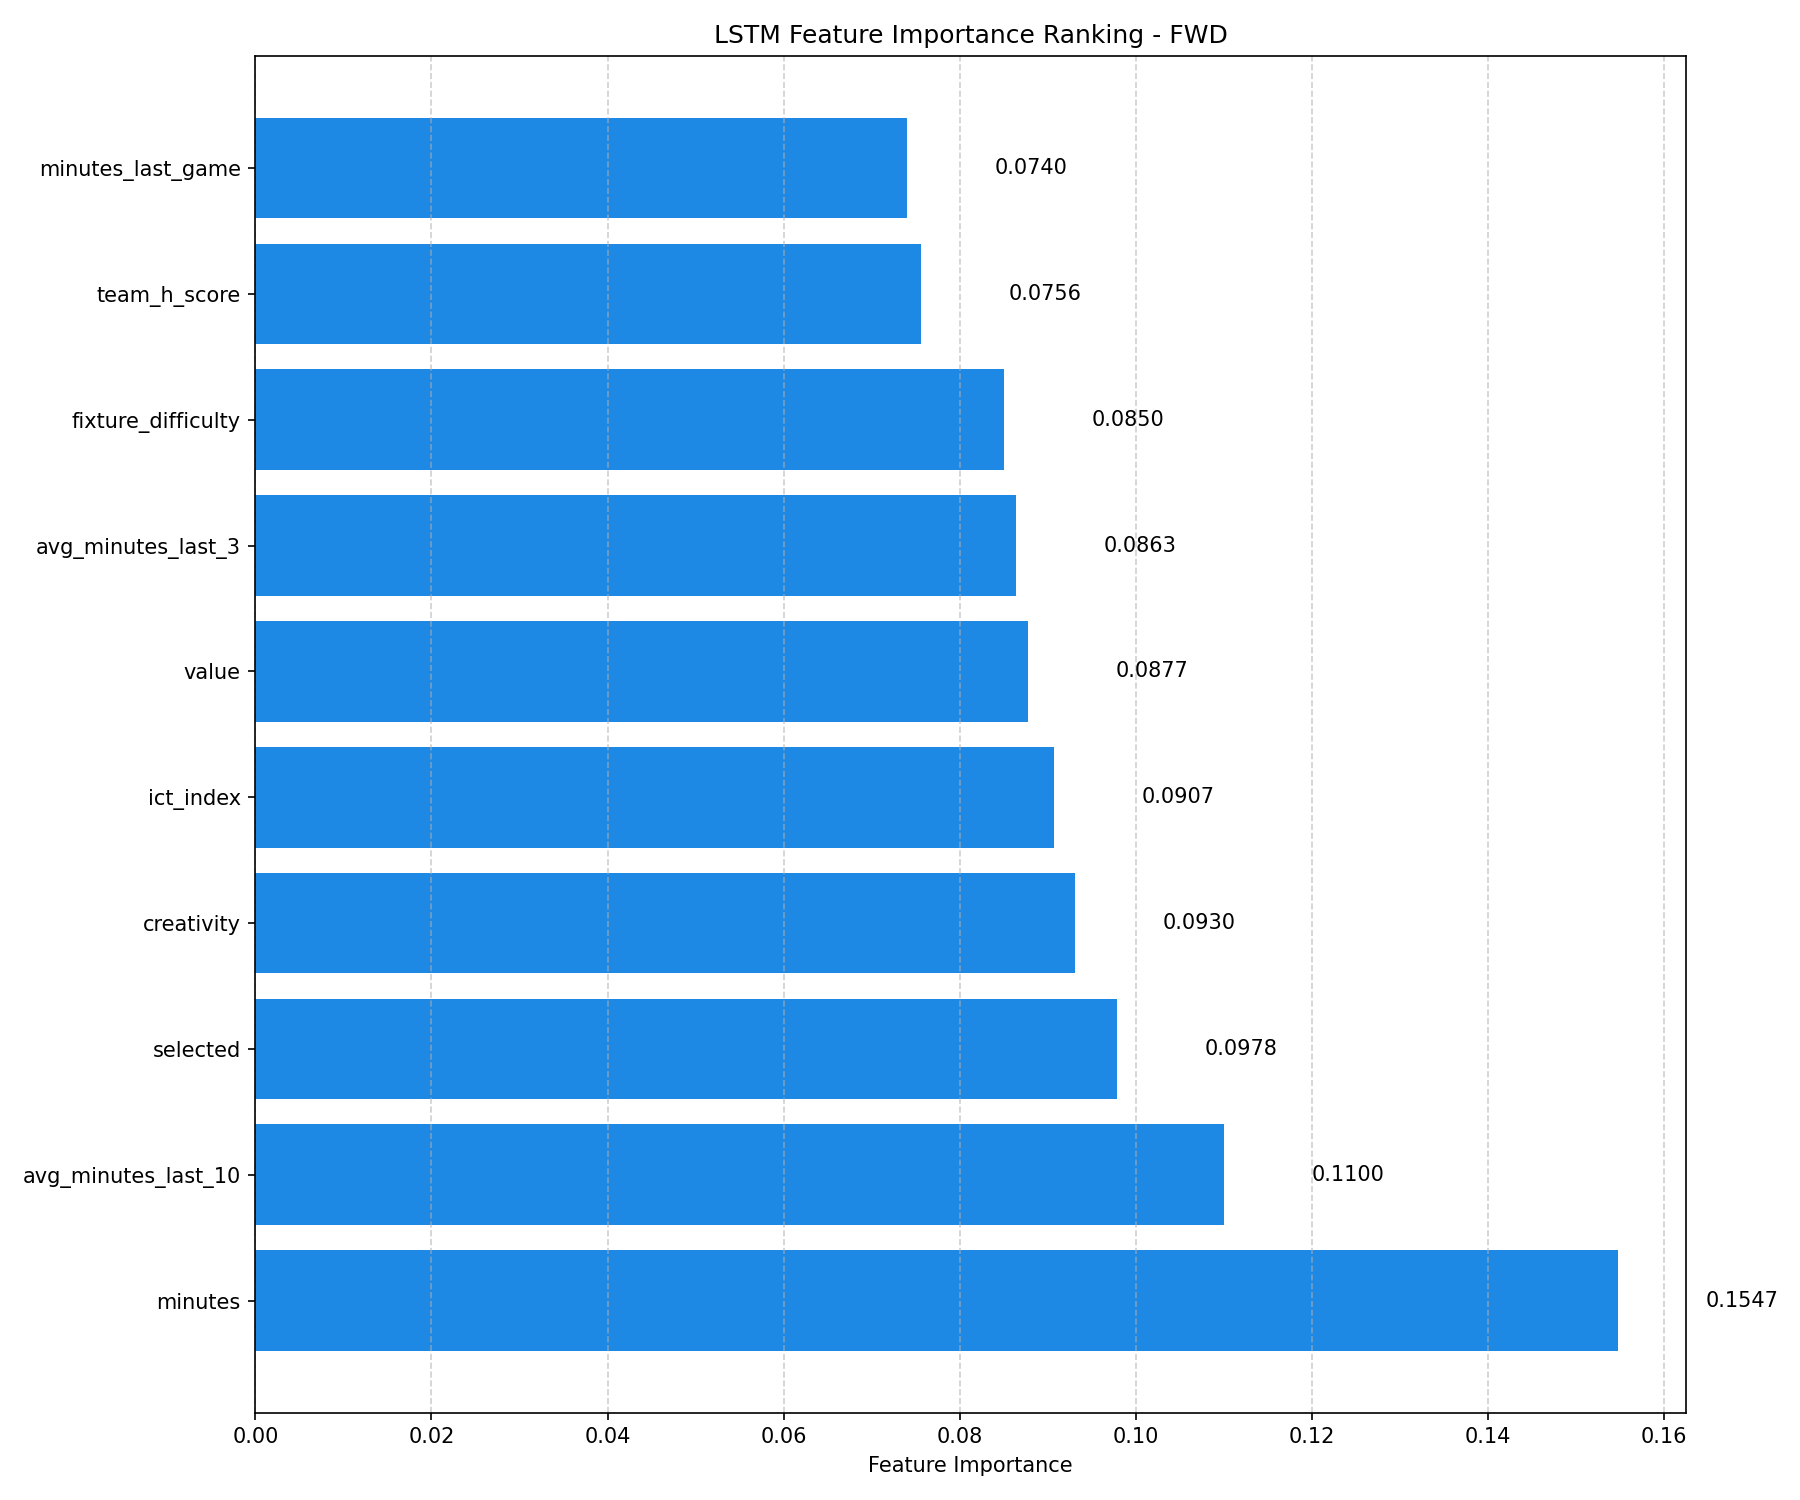 LSTM Feature Importance Ranking - FWD
minutes_last_game 0.0740
team_h_score 0.0756
fixture_difficulty 0.0850
avg_minutes_last_3 0.0863
value 0.0877
ict_index 0.0907
creativity 0.0930
selected 0.0978
avg_minutes_last_10 0.1100
minutes 0.1547
0.00 0.02 0.04 0.06 0.08 0.10 0.12 0.14 0.16
Feature Importance